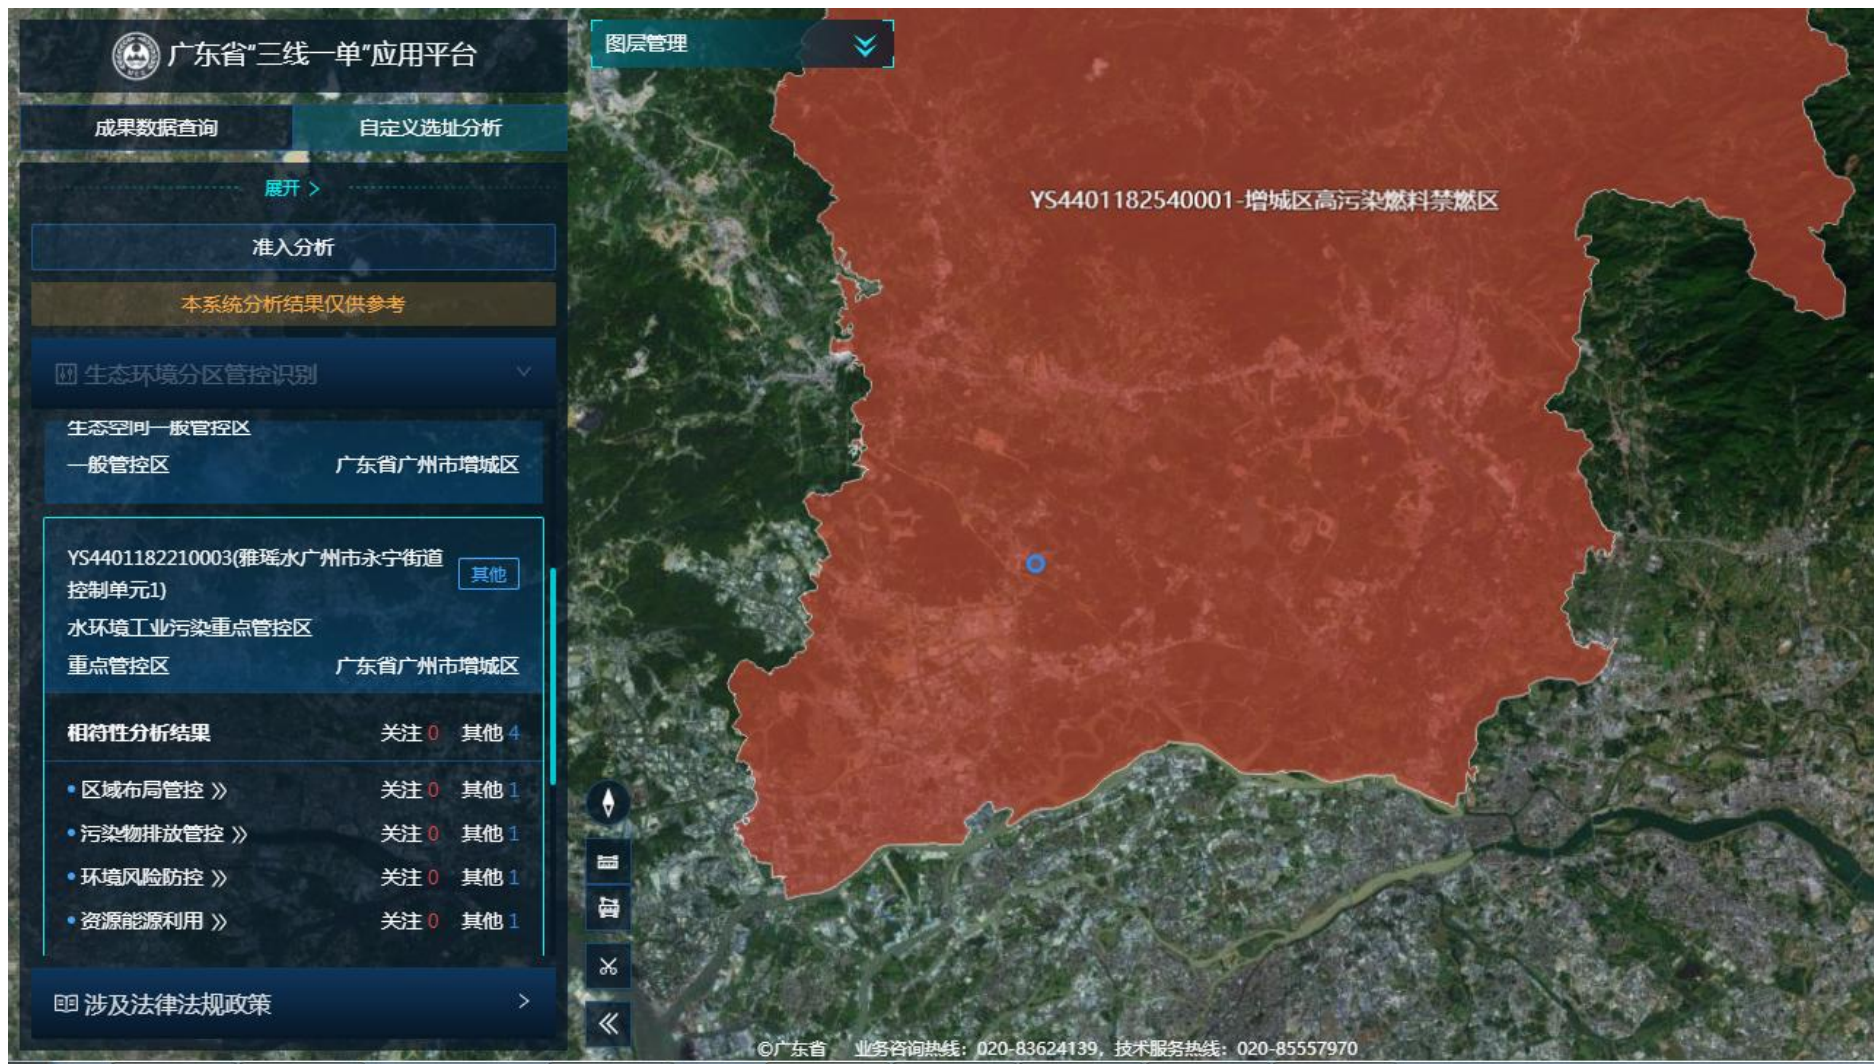 广东省“三线一单”应用平台
图层管理
成果数据查询
自定义选址分析
展开 >
准入分析
本系统分析结果仅供参考
生态环境分区管控识别
生态空间一般管控区
一般管控区 广东省广州市增城区
YS4401182210003(雅瑶水广州市永宁街道
控制单元1)
其他
水环境工业污染重点管控区
重点管控区 广东省广州市增城区
相符性分析结果 关注 0 其他 4
• 区域布局管控 》 关注 0 其他 1
• 污染物排放管控 》 关注 0 其他 1
• 环境风险防控 》 关注 0 其他 1
• 资源能源利用 》 关注 0 其他 1
涉及法律法规政策 >
YS4401182540001-增城区高污染燃料禁燃区
©广东省 业务咨询热线：020-83624139，技术服务热线：020-85557970